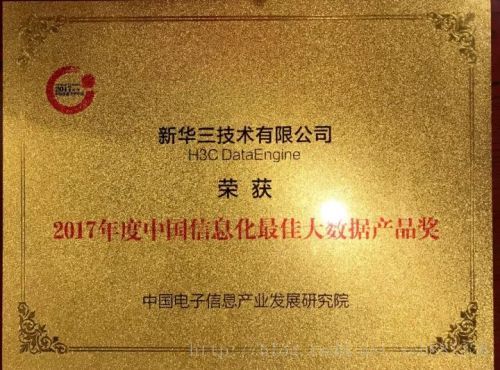 新华三技术有限公司
H3C DataEngine
荣获
2017年度中国信息化最佳大数据产品奖
中国电子信息产业发展研究院